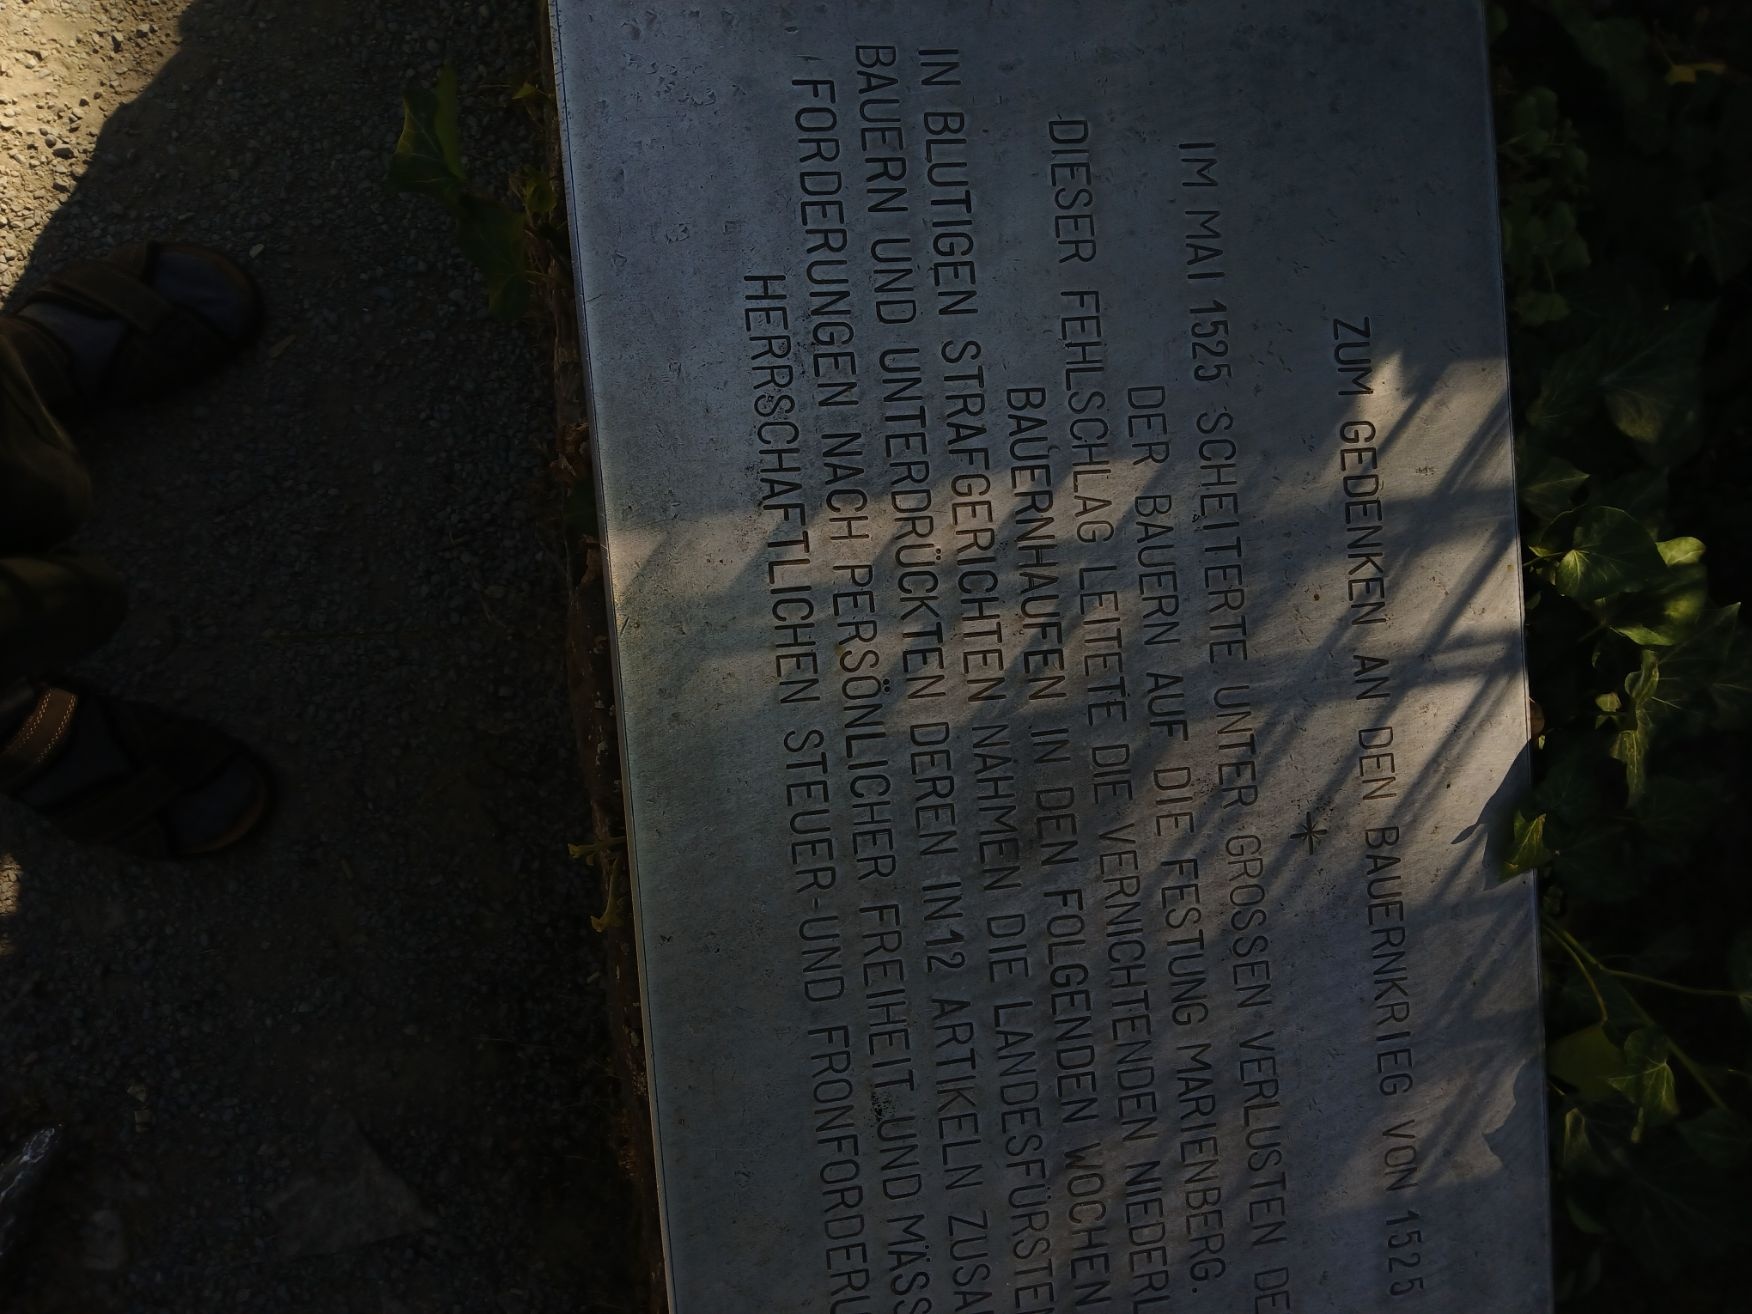 ZUM GEDENKEN AN DEN BAUERNKRIEG VON 1525
*
IM MAI 1525 SCHEITERTE UNTER GROSSEN VERLUSTEN DE
DER BAUERN AUF DIE FESTUNG MARIENBERG.
DIESER FEHLSCHLAG LEITETE DIE VERNICHTENDEN NIEDERL
BAUERNHAUFEN IN DEN FOLGENDEN WOCHEN
IN BLUTIGEN STRAFGERICHTEN NAHMEN DIE LANDESFÜRSTEN
BAUERN UND UNTERDRÜCKTEN DEREN IN 12 ARTIKELN ZUSA
FORDERUNGEN NACH PERSÖNLICHER FREIHEIT UND MÄSS
HERRSCHAFTLICHEN STEUER-UND FRONFORDERU